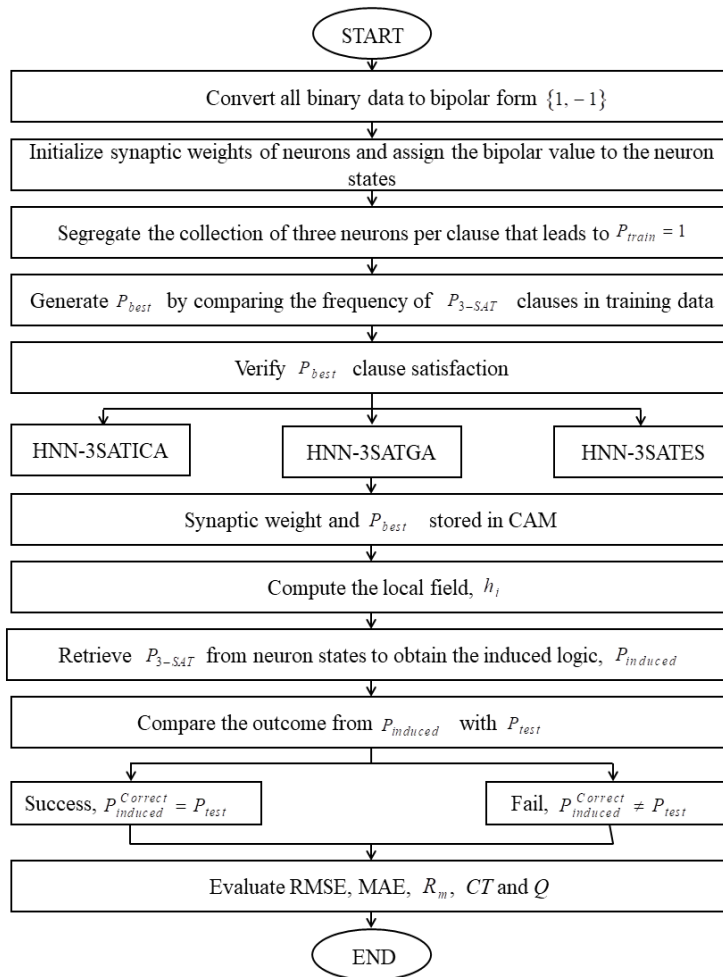 START
Convert all binary data to bipolar form {1, −1}
Initialize synaptic weights of neurons and assign the bipolar value to the neuron
states
Segregate the collection of three neurons per clause that leads to P_train = 1
Generate P_best by comparing the frequency of P_3−SAT clauses in training data
Verify P_best clause satisfaction
HNN-3SATICA
HNN-3SATGA
HNN-3SATES
Synaptic weight and P_best stored in CAM
Compute the local field, h_i
Retrieve P_3−SAT from neuron states to obtain the induced logic, P_induced
Compare the outcome from P_induced with P_test
Success, P_induced^Correct = P_test
Fail, P_induced^Correct ≠ P_test
Evaluate RMSE, MAE, R_m, CT and Q
END